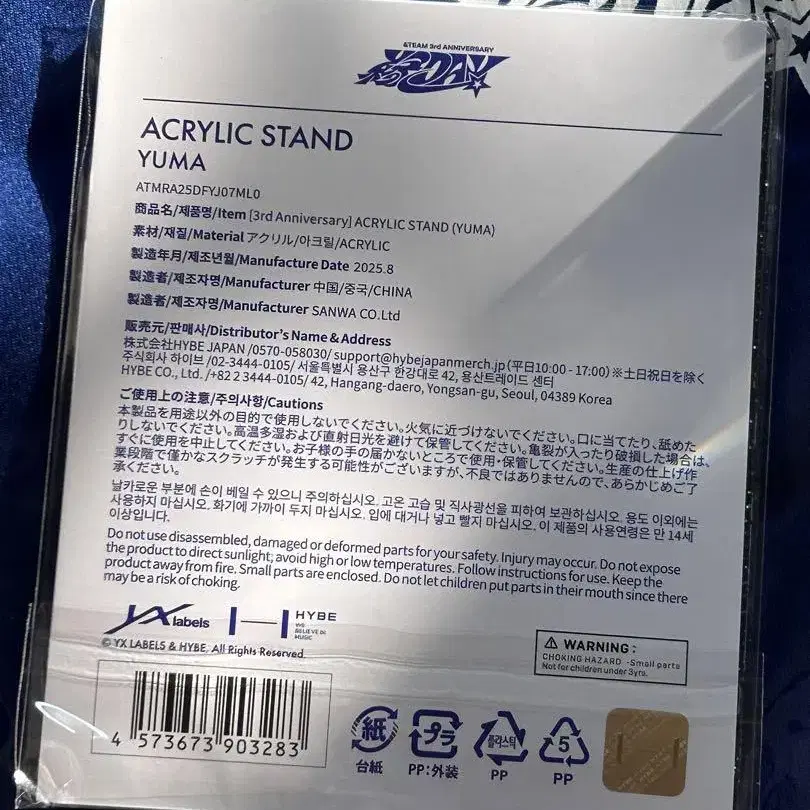 &TEAM 3rd ANNIVERSARY
ACRYLIC STAND
YUMA
ATMRA25DFYJ07ML0
商品名/제품명/Item [3rd Anniversary] ACRYLIC STAND (YUMA)
素材/재질/Material アクリル/아크릴/ACRYLIC
製造年月/제조년월/Manufacture Date 2025.8
製造者/제조자명/Manufacturer 中国/중국/CHINA
製造者/제조자명/Manufacturer SANWA CO.Ltd
販売元/판매사/Distributor's Name & Address
株式会社HYBE JAPAN /0570-058030/ support@hybejapanmerch.jp (平日10:00 - 17:00) ※土日祝日を除く
주식회사 하이브 /02-3444-0105/ 서울특별시 용산구 한강대로 42, 용산트레이드 센터
HYBE CO., Ltd. /+82 2 3444-0105/ 42, Hangang-daero, Yongsan-gu, Seoul, 04389 Korea
ご使用上の注意/주의사항/Cautions
本製品を用途以外の目的で使用しないでください。火気に近づけないでください。口に当てたり、舐めた
りしないでください。高温多湿および直射日光を避けて保管してください。亀裂が入ったり破損した場合は、
すぐに使用を中止してください。お子様の手の届かないところで使用・保管してください。生産の仕上げ作
業段階で僅かなスクラッチが発生する可能性がございますが、不良ではありませんので、あらかじめご了
承ください。
날카로운 부분에 손이 베일 수 있으니 주의하십시오. 고온 고습 및 직사광선을 피하여 보관하십시오. 용도 이외에는
사용하지 마십시오. 화기에 가까이 두지 마십시오. 입에 대거나 넣고 빨지 마십시오. 이 제품의 사용연령은 만 14세
이상입니다.
Do not use disassembled, damaged or deformed parts for your safety. Injury may occur. Do not expose
the product to direct sunlight; avoid high or low temperatures. Follow instructions for use. Keep the
product away from fire. Small parts are enclosed. Do not let children put parts in their mouth since there
may be a risk of choking.
YX labels HYBE
WE
BELIEVE IN
MUSIC
© YX LABELS & HYBE. All Rights Reserved.
WARNING:
CHOKING HAZARD -Small parts
Not for children under 3yrs.
4 573673 903283
紙 プラ 플라스틱 5
台紙 PP:外装 PP PP